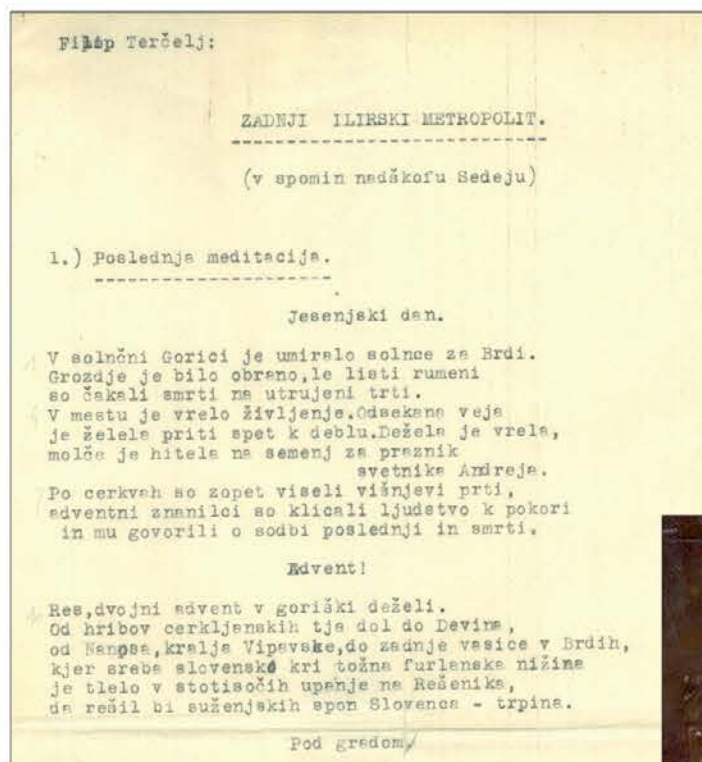 Filip Terčelj:
ZADNJI ILIRSKI METROPOLIT.
(v spomin nadškofu Sedeju)
1.) Poslednja meditacija.
Jesenjski dan.
V solnčni Gorici je umiralo solnce za Brdi.
Grozdje je bilo obrano,le listi rumeni
so čakali smrti na utrujeni trti.
V mestu je vrelo življenje.Odsekana veja
je želela priti spet k deblu.Dežela je vrela,
molče je hitela na semenj za praznik
svetnika Andreja.
Po cerkvah so zopet viseli višnjevi prti,
adventni znanilci so klicali ljudstvo k pokori
in mu govorili o sodbi poslednji in smrti.
Advent!
Res,dvojni advent v goriški deželi.
Od hribov cerkljanskih tja dol do Devina,
od Nanosa,kralja Vipavske,do zadnje vasice v Brdih,
kjer sreba slovensko kri tožna furlanska nižina
je tlelo v stotisočih upanje na Rešenika,
da rešil bi suženjskih spon Slovenca - trpina.
Pod gradom,